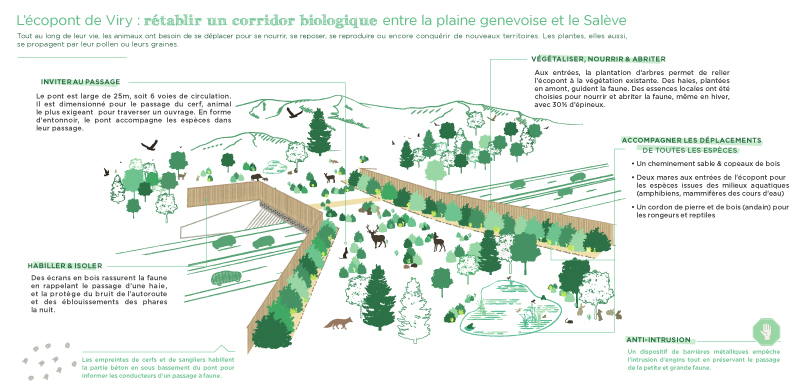 L'écopont de Viry : rétablir un corridor biologique entre la plaine genevoise et le Salève
Tout au long de leur vie, les animaux ont besoin de se déplacer pour se nourrir, se reposer, se reproduire ou encore conquérir de nouveaux territoires. Les plantes, elles aussi,
se propagent par leur pollen ou leurs graines.
INVITER AU PASSAGE
Le pont est large de 25m, soit 6 voies de circulation.
Il est dimensionné pour le passage du cerf, animal
le plus exigeant pour traverser un ouvrage. En forme
d'entonnoir, le pont accompagne les espèces dans
leur passage.
VÉGÉTALISER, NOURRIR & ABRITER
Aux entrées, la plantation d'arbres permet de relier
l'écopont à la végétation existante. Des haies, plantées
en amont, guident la faune. Des essences locales ont été
choisies pour nourrir et abriter la faune, même en hiver,
avec 30% d'épineux.
ACCOMPAGNER LES DÉPLACEMENTS
DE TOUTES LES ESPÈCES
• Un cheminement sable & copeaux de bois
• Deux mares aux entrées de l'écopont pour
les espèces issues des milieux aquatiques
(amphibiens, mammifères des cours d'eau)
• Un cordon de pierre et de bois (andain) pour
les rongeurs et reptiles
HABILLER & ISOLER
Des écrans en bois rassurent la faune
en rappelant le passage d'une haie,
et la protège du bruit de l'autoroute
et des éblouissements des phares
la nuit.
Les empreintes de cerfs et de sangliers habillent
la partie béton en sous bassement du pont pour
informer les conducteurs d'un passage à faune.
ANTI-INTRUSION
Un dispositif de barrières métalliques empêche
l'intrusion d'engins tout en préservant le passage
de la petite et grande faune.